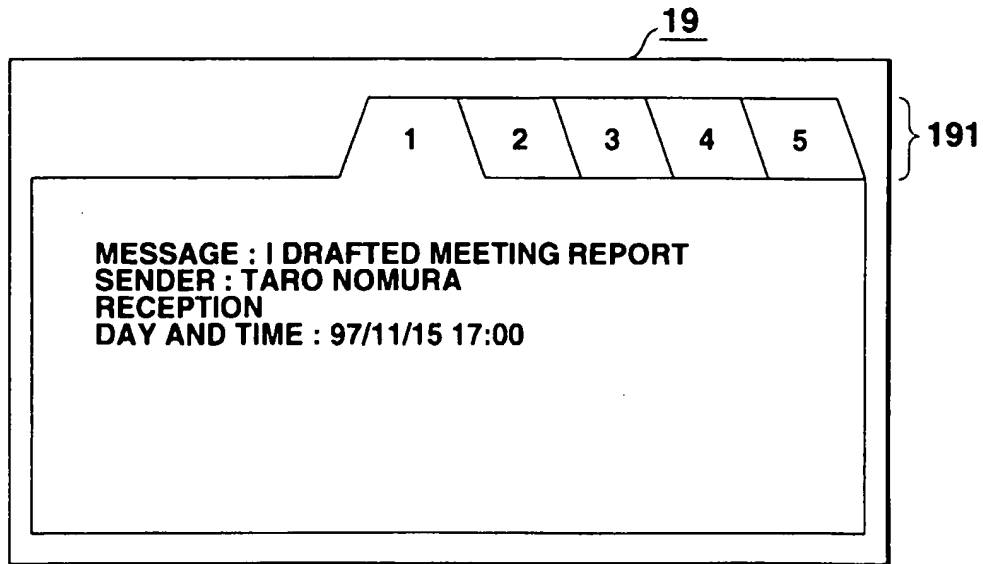 19
1 2 3 4 5
191
MESSAGE : I DRAFTED MEETING REPORT
SENDER : TARO NOMURA
RECEPTION
DAY AND TIME : 97/11/15 17:00